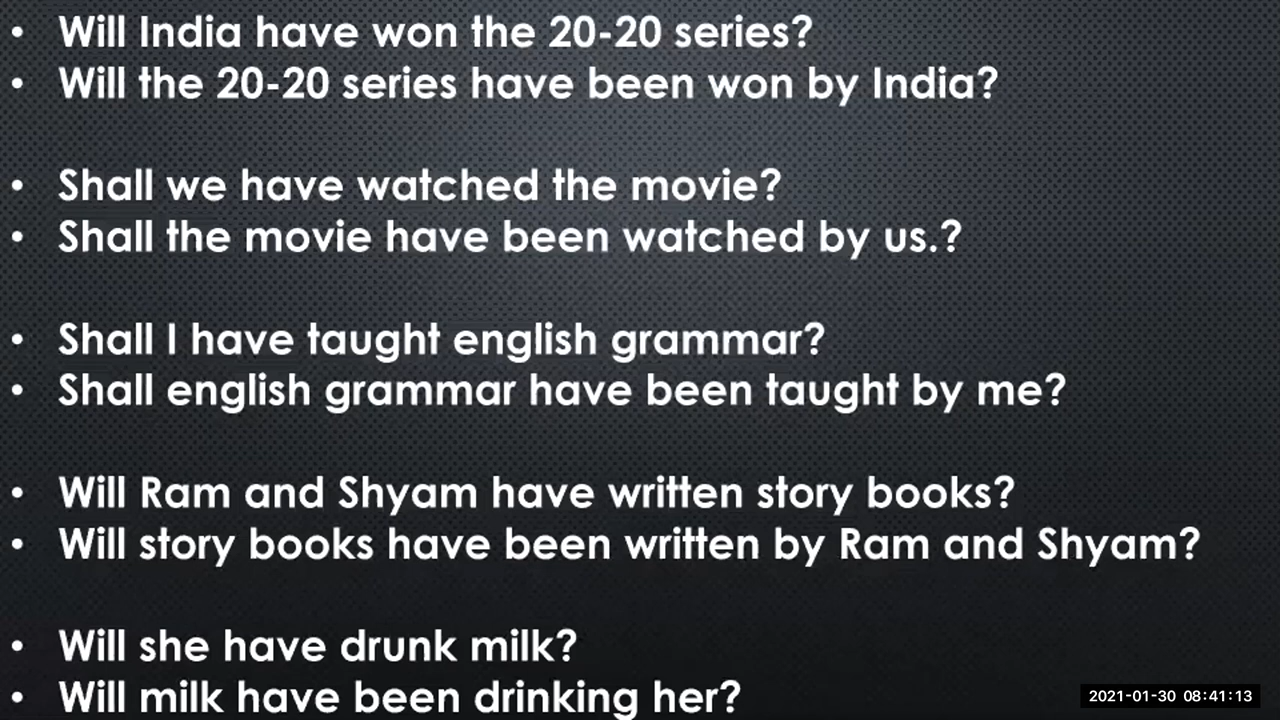 • Will India have won the 20-20 series?
• Will the 20-20 series have been won by India?
• Shall we have watched the movie?
• Shall the movie have been watched by us.?
• Shall I have taught english grammar?
• Shall english grammar have been taught by me?
• Will Ram and Shyam have written story books?
• Will story books have been written by Ram and Shyam?
• Will she have drunk milk?
• Will milk have been drinking her?
2021-01-30 08:41:13